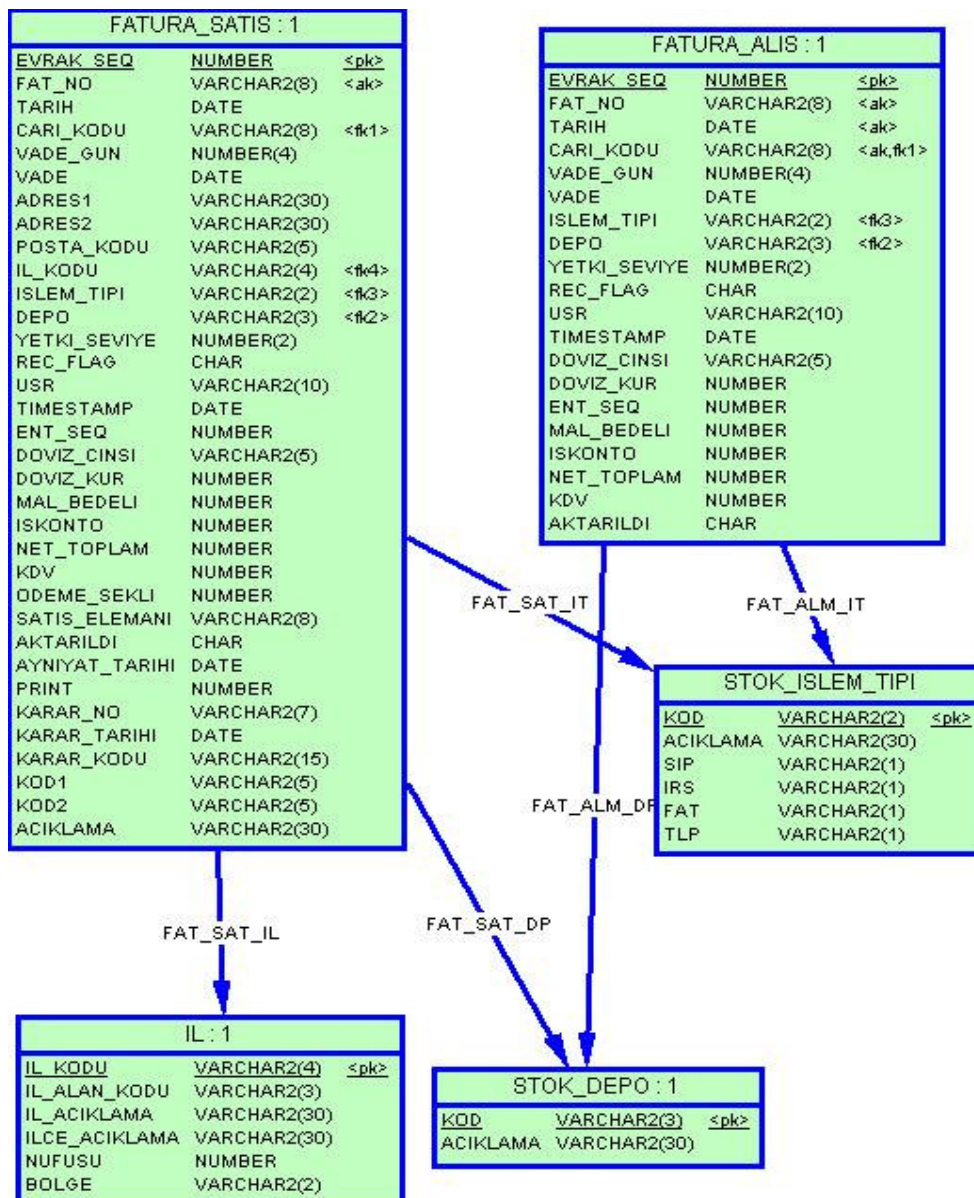 FATURA_SATIS : 1
EVRAK_SEQ NUMBER <pk>
FAT_NO VARCHAR2(8) <ak>
TARIH DATE
CARI_KODU VARCHAR2(8) <fk1>
VADE_GUN NUMBER(4)
VADE DATE
ADRES1 VARCHAR2(30)
ADRES2 VARCHAR2(30)
POSTA_KODU VARCHAR2(5)
IL_KODU VARCHAR2(4) <fk4>
ISLEM_TIPI VARCHAR2(2) <fk3>
DEPO VARCHAR2(3) <fk2>
YETKI_SEVIYE NUMBER(2)
REC_FLAG CHAR
USR VARCHAR2(10)
TIMESTAMP DATE
ENT_SEQ NUMBER
DOVIZ_CINSI VARCHAR2(5)
DOVIZ_KUR NUMBER
MAL_BEDELI NUMBER
ISKONTO NUMBER
NET_TOPLAM NUMBER
KDV NUMBER
ODEME_SEKLI NUMBER
SATIS_ELEMANI VARCHAR2(8)
AKTARILDI CHAR
AYNIYAT_TARIHI DATE
PRINT NUMBER
KARAR_NO VARCHAR2(7)
KARAR_TARIHI DATE
KARAR_KODU VARCHAR2(15)
KOD1 VARCHAR2(5)
KOD2 VARCHAR2(5)
ACIKLAMA VARCHAR2(30)
FATURA_ALIS : 1
EVRAK_SEQ NUMBER <pk>
FAT_NO VARCHAR2(8) <ak>
TARIH DATE <ak>
CARI_KODU VARCHAR2(8) <ak,fk1>
VADE_GUN NUMBER(4)
VADE DATE
ISLEM_TIPI VARCHAR2(2) <fk3>
DEPO VARCHAR2(3) <fk2>
YETKI_SEVIYE NUMBER(2)
REC_FLAG CHAR
USR VARCHAR2(10)
TIMESTAMP DATE
DOVIZ_CINSI VARCHAR2(5)
DOVIZ_KUR NUMBER
ENT_SEQ NUMBER
MAL_BEDELI NUMBER
ISKONTO NUMBER
NET_TOPLAM NUMBER
KDV NUMBER
AKTARILDI CHAR
FAT_SAT_IT
FAT_ALM_IT
STOK_ISLEM_TIPI
KOD VARCHAR2(2) <pk>
ACIKLAMA VARCHAR2(30)
SIP VARCHAR2(1)
IRS VARCHAR2(1)
FAT VARCHAR2(1)
TLP VARCHAR2(1)
FAT_ALM_DP
FAT_SAT_IL
FAT_SAT_DP
IL : 1
IL_KODU VARCHAR2(4) <pk>
IL_ALAN_KODU VARCHAR2(3)
IL_ACIKLAMA VARCHAR2(30)
ILCE_ACIKLAMA VARCHAR2(30)
NUFUSU NUMBER
BOLGE VARCHAR2(2)
STOK_DEPO : 1
KOD VARCHAR2(3) <pk>
ACIKLAMA VARCHAR2(30)